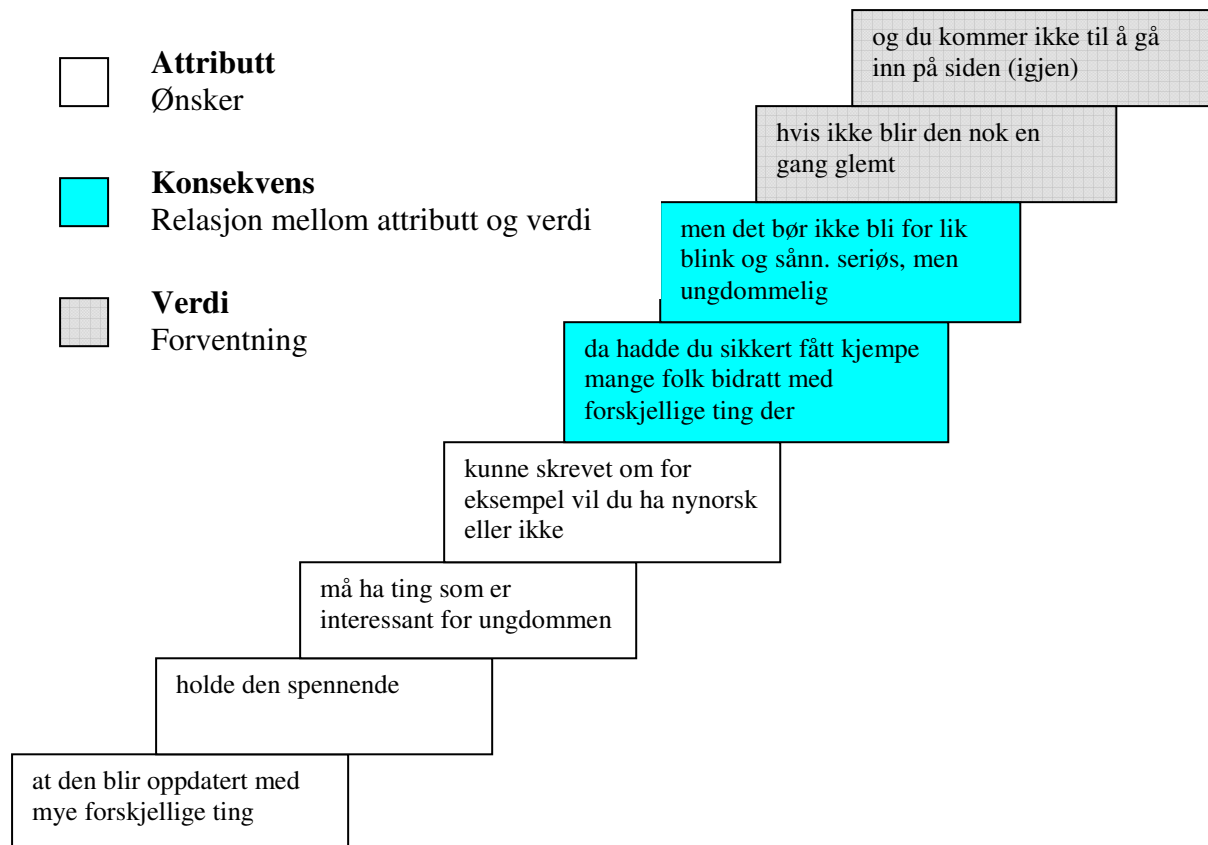 Attributt
Ønsker
Konsekvens
Relasjon mellom attributt og verdi
Verdi
Forventning
og du kommer ikke til å gå
inn på siden (igjen)
hvis ikke blir den nok en
gang glemt
men det bør ikke bli for lik
blink og sånn. seriøs, men
ungdommelig
da hadde du sikkert fått kjempe
mange folk bidratt med
forskjellige ting der
kunne skrevet om for
eksempel vil du ha nynorsk
eller ikke
må ha ting som er
interessant for ungdommen
holde den spennende
at den blir oppdatert med
mye forskjellige ting